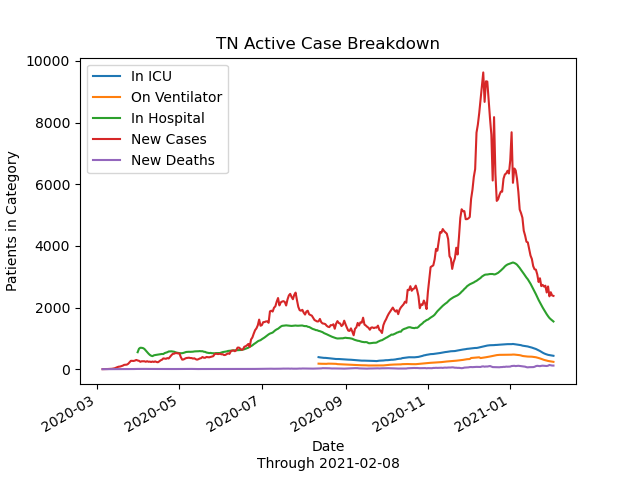 TN Active Case Breakdown
In ICU
On Ventilator
In Hospital
New Cases
New Deaths
Patients in Category
10000
8000
6000
4000
2000
0
2020-03
2020-05
2020-07
2020-09
2020-11
2021-01
Date
Through 2021-02-08